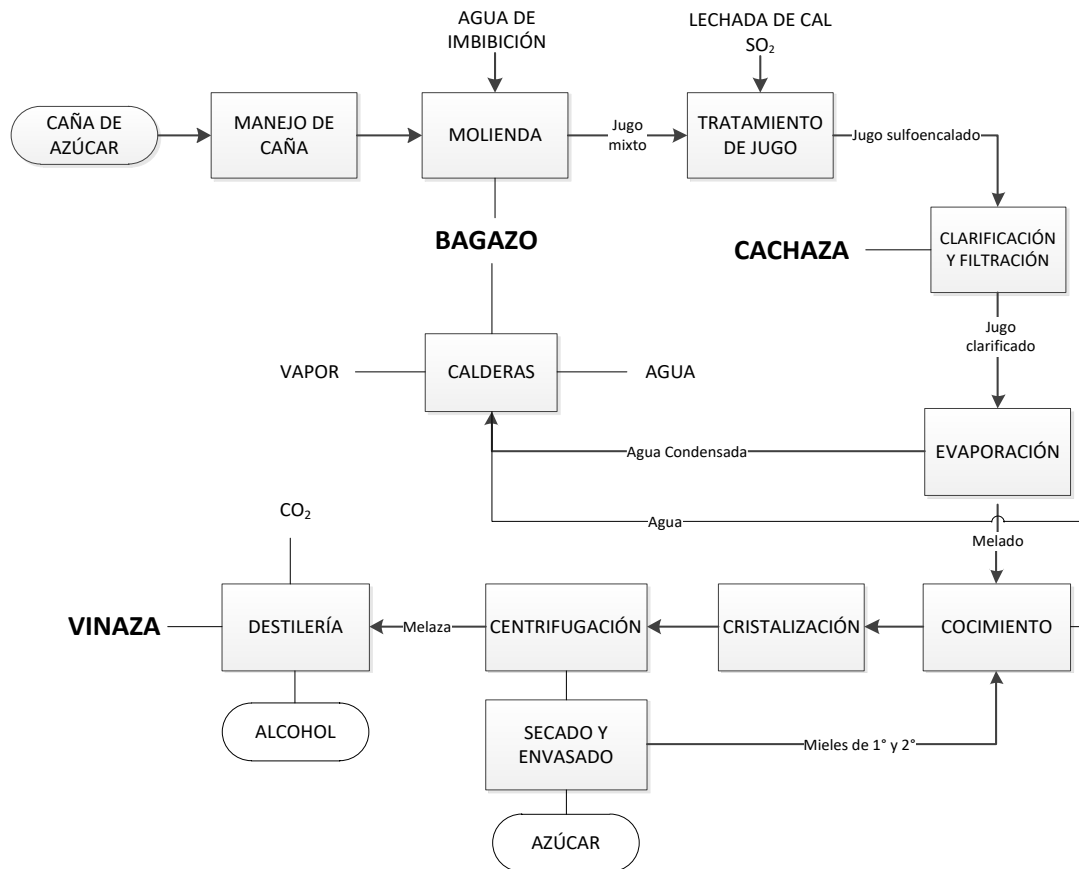 AGUA DE
IMBIBICIÓN
LECHADA DE CAL
SO₂
CAÑA DE
AZÚCAR
MANEJO DE
CAÑA
MOLIENDA
Jugo
mixto
TRATAMIENTO
DE JUGO
Jugo sulfoencalado
BAGAZO
CACHAZA
CLARIFICACIÓN
Y FILTRACIÓN
Jugo
clarificado
VAPOR
CALDERAS
AGUA
Agua Condensada
EVAPORACIÓN
CO₂
Agua
Melado
VINAZA
DESTILERÍA
Melaza
CENTRIFUGACIÓN
CRISTALIZACIÓN
COCIMIENTO
ALCOHOL
SECADO Y
ENVASADO
Mieles de 1° y 2°
AZÚCAR